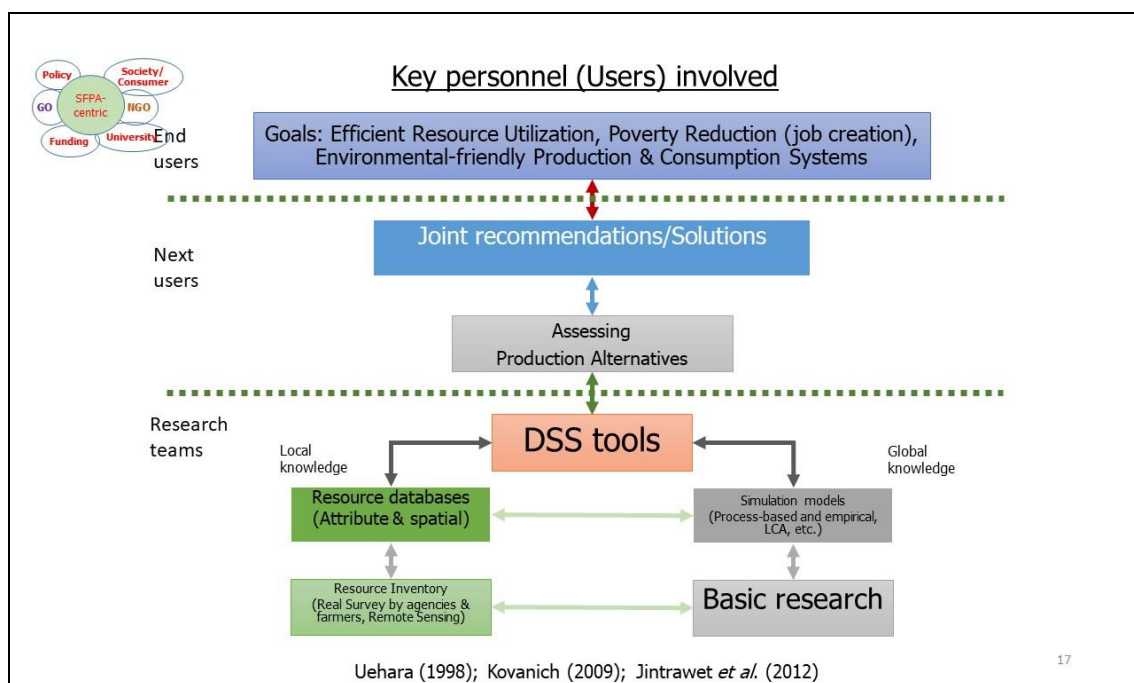 Key personnel (Users) involved
Policy
Society/
Consumer
SFPA-
centric
GO
NGO
Funding
University
End
users
Goals: Efficient Resource Utilization, Poverty Reduction (job creation),
Environmental-friendly Production & Consumption Systems
Next
users
Joint recommendations/Solutions
Assessing
Production Alternatives
Research
teams
DSS tools
Local
knowledge
Global
knowledge
Resource databases
(Attribute & spatial)
Simulation models
(Process-based and empirical,
LCA, etc.)
Resource Inventory
(Real Survey by agencies &
farmers, Remote Sensing)
Basic research
Uehara (1998); Kovanich (2009); Jintrawet et al. (2012)
17